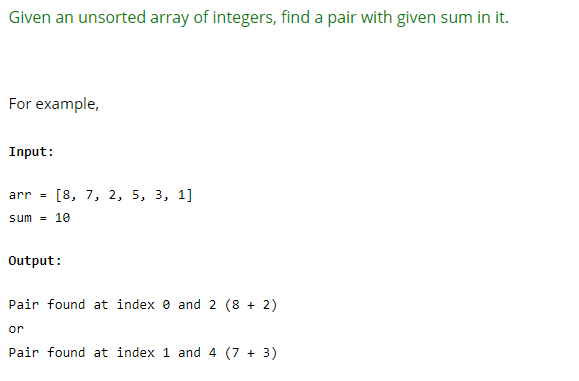 Given an unsorted array of integers, find a pair with given sum in it.
For example,
Input:
arr = [8, 7, 2, 5, 3, 1]
sum = 10
Output:
Pair found at index 0 and 2 (8 + 2)
or
Pair found at index 1 and 4 (7 + 3)